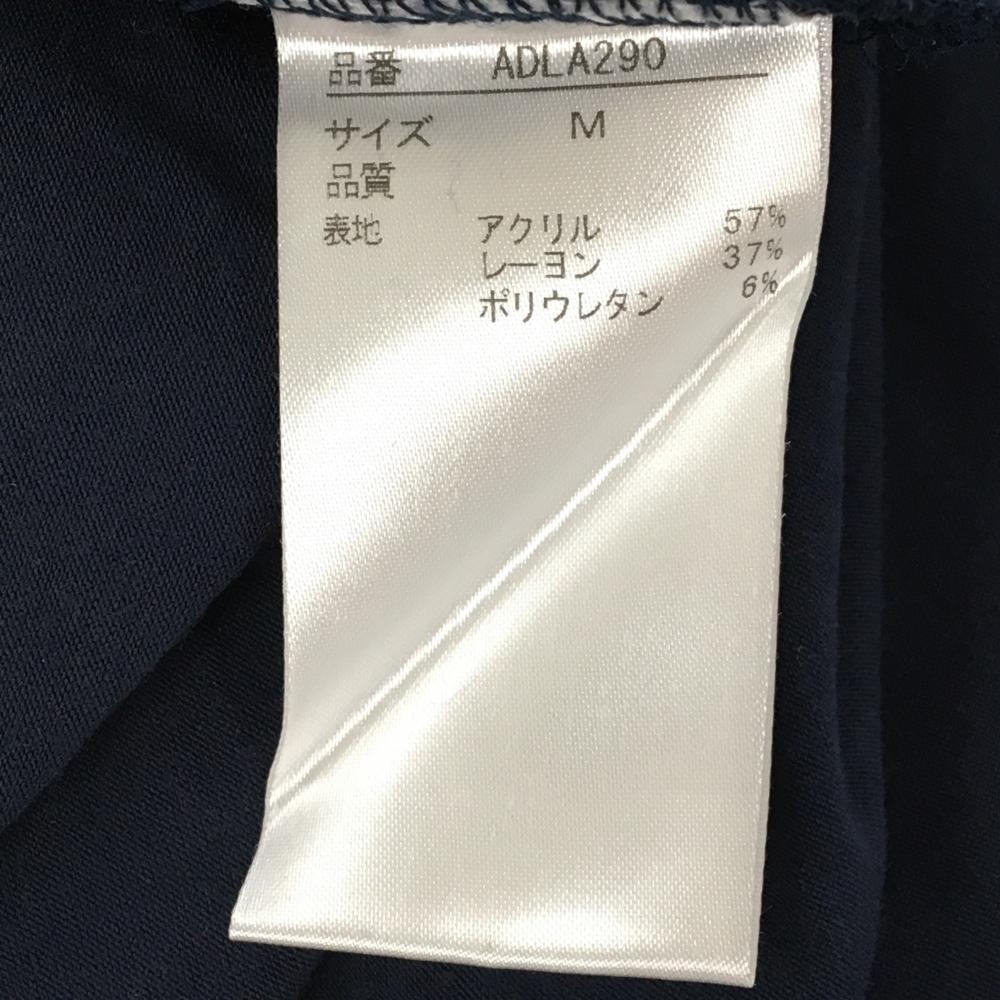 品番 ADLA290
サイズ M
品質
表地 アクリル 57%
レーヨン 37%
ポリウレタン 6%